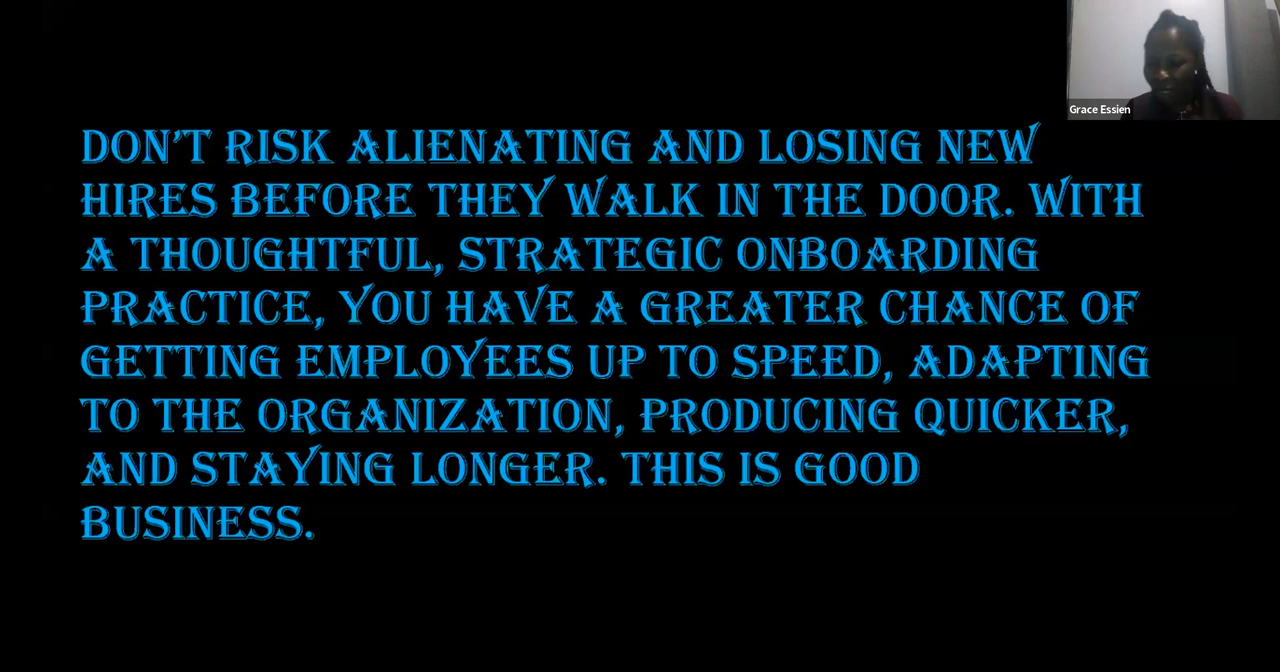 Grace Essien
DON'T RISK ALIENATING AND LOSING NEW
HIRES BEFORE THEY WALK IN THE DOOR. WITH
A THOUGHTFUL, STRATEGIC ONBOARDING
PRACTICE, YOU HAVE A GREATER CHANCE OF
GETTING EMPLOYEES UP TO SPEED, ADAPTING
TO THE ORGANIZATION, PRODUCING QUICKER,
AND STAYING LONGER. THIS IS GOOD
BUSINESS.